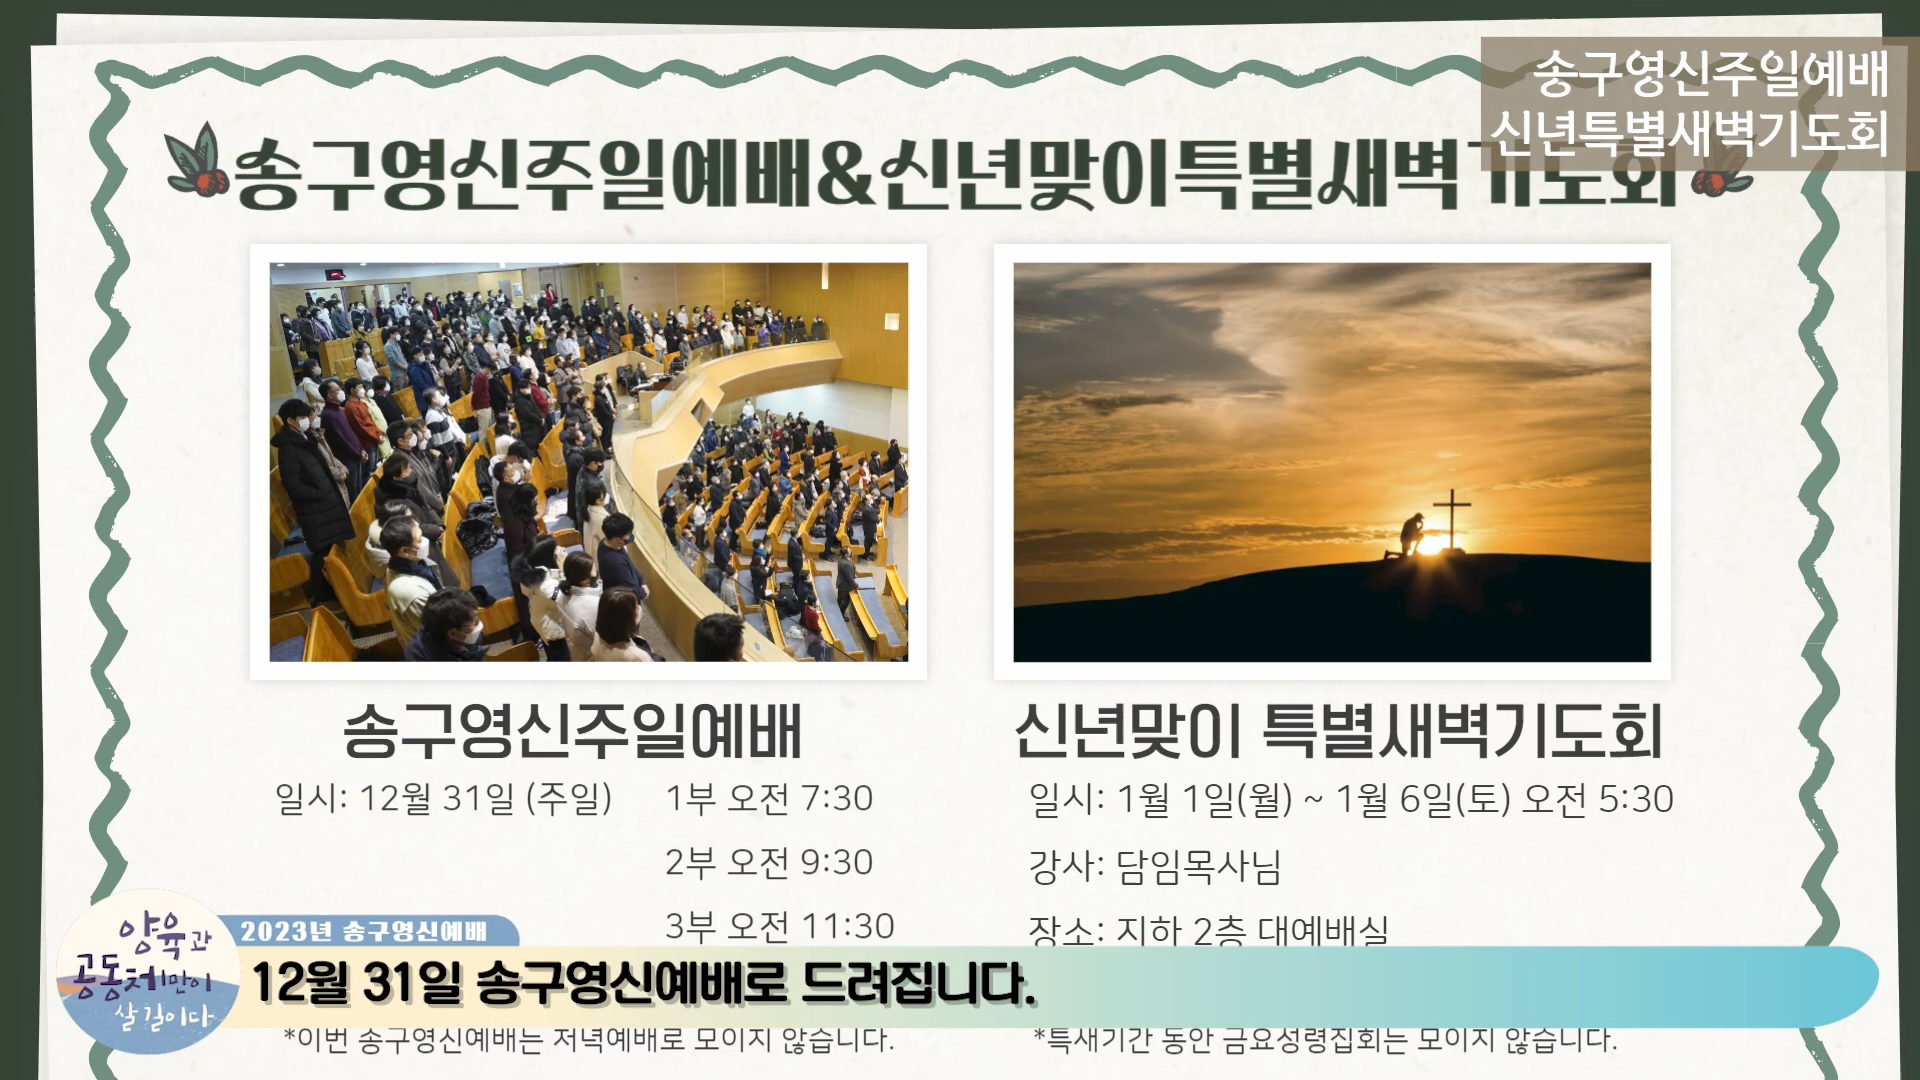 송구영신주일예배
신년특별새벽기도회
송구영신주일예배&신년맞이특별새벽기도회
송구영신주일예배
일시: 12월 31일 (주일)
1부 오전 7:30
2부 오전 9:30
3부 오전 11:30
신년맞이 특별새벽기도회
일시: 1월 1일(월) ~ 1월 6일(토) 오전 5:30
강사: 담임목사님
장소: 지하 2층 대예배실
양육과
공동체만이
살 길이다
2023년 송구영신예배
12월 31일 송구영신예배로 드려집니다.
*이번 송구영신예배는 저녁예배로 모이지 않습니다.
*특새기간 동안 금요성령집회는 모이지 않습니다.